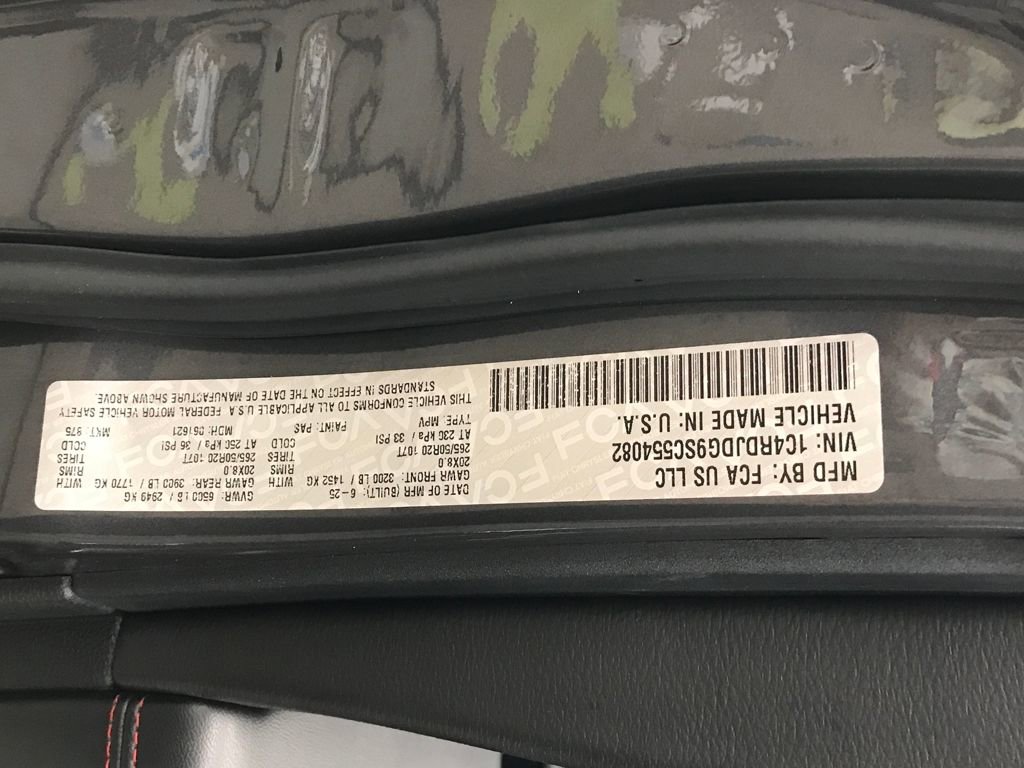 MFD BY: FCA US LLC
DATE OF MFR (BUILT): 6-25
GVWR: 6500 LB / 2949 KG
GAWR FRONT: 3200 LB / 1452 KG WITH
GAWR REAR: 3900 LB / 1770 KG WITH
20X8.0 RIMS
20X8.0 RIMS
265/50R20 107T TIRES
265/50R20 107T TIRES
AT 230 kPa / 33 PSI COLD
AT 250 kPa / 36 PSI COLD
VIN: 1C4RDJDG9SC554082
TYPE: MPV
PAINT: PAS
MDH: 061621
MKT: 975
VEHICLE MADE IN: U.S.A.
THIS VEHICLE CONFORMS TO ALL APPLICABLE U.S.A. FEDERAL MOTOR VEHICLE SAFETY
STANDARDS IN EFFECT ON THE DATE OF MANUFACTURE SHOWN ABOVE.